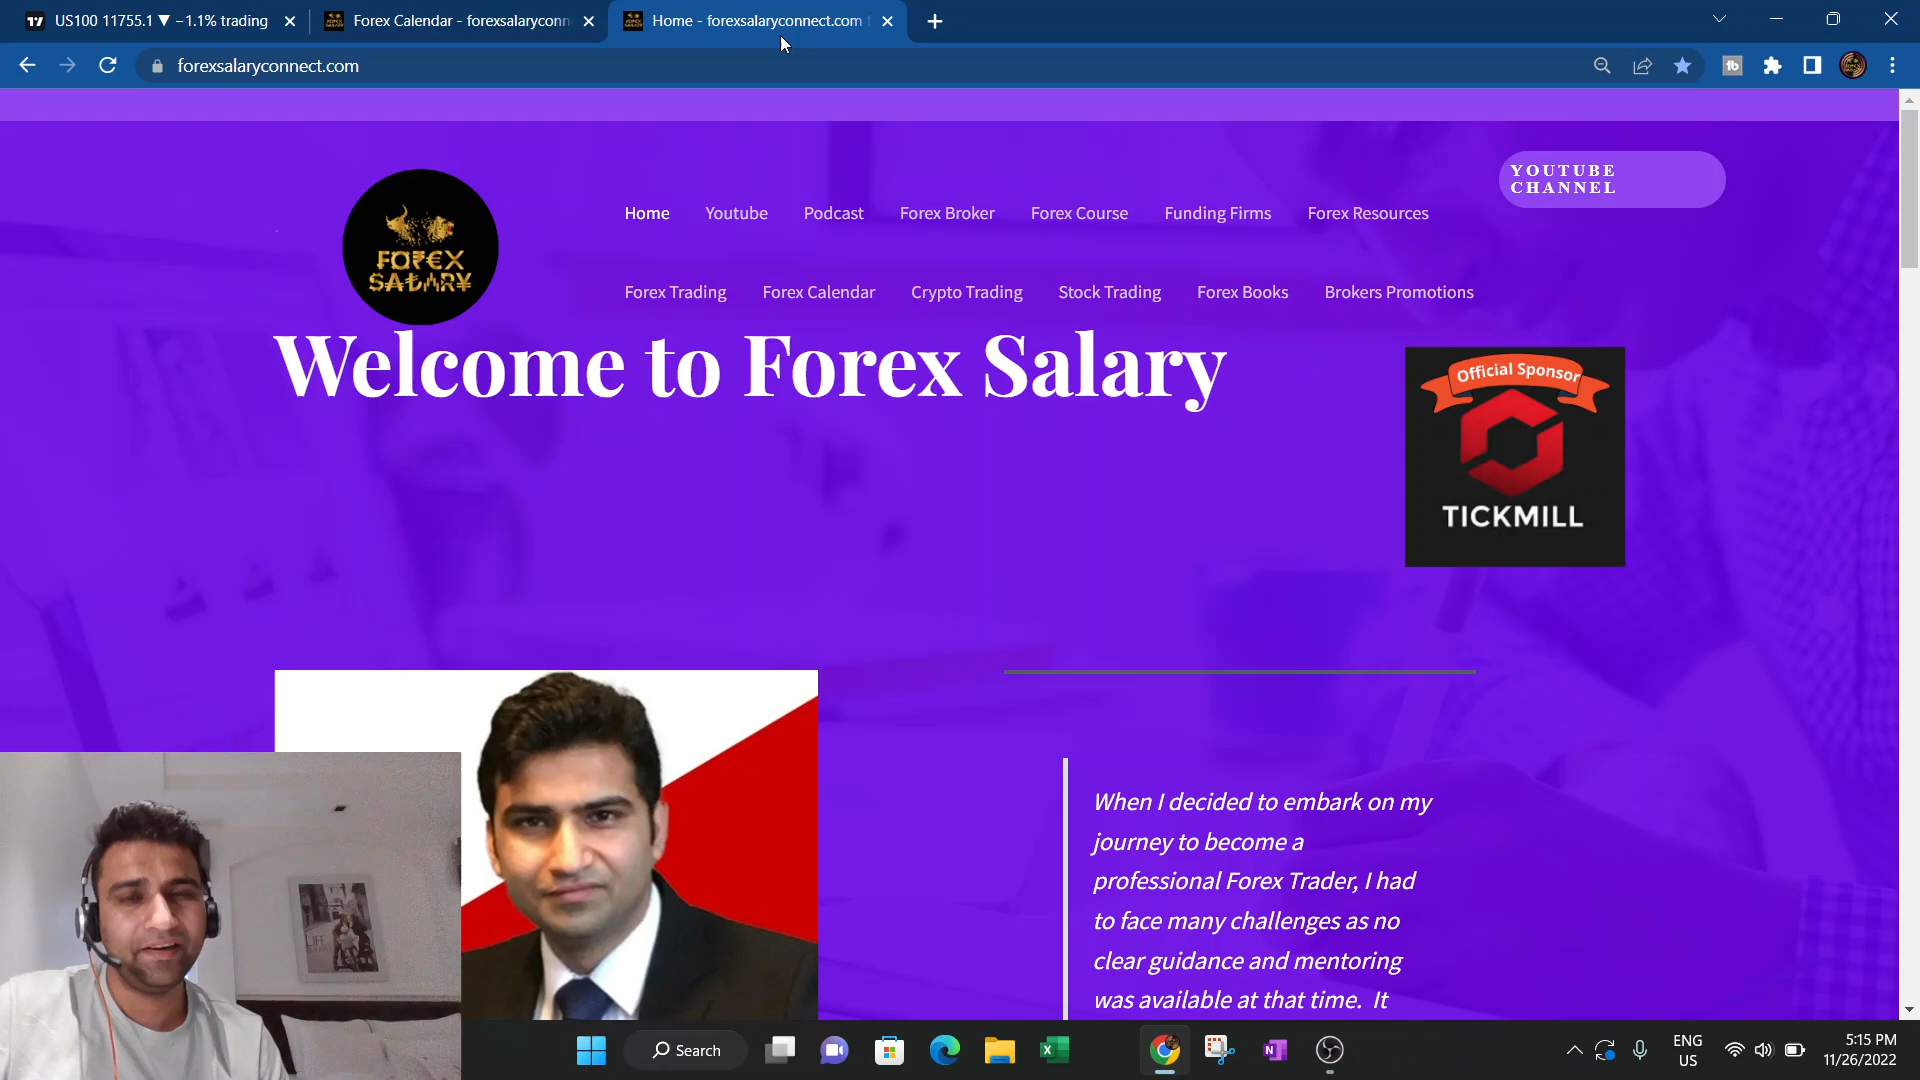 US100 11755.1 ▼ −1.1% trading
Forex Calendar - forexsalaryconn
Home - forexsalaryconnect.com
forexsalaryconnect.com
YOUTUBE
CHANNEL
Home Youtube Podcast Forex Broker Forex Course Funding Firms Forex Resources
FOREX
SALARY
Forex Trading Forex Calendar Crypto Trading Stock Trading Forex Books Brokers Promotions
Welcome to Forex Salary
Official Sponsor
TICKMILL
When I decided to embark on my
journey to become a
professional Forex Trader, I had
to face many challenges as no
clear guidance and mentoring
was available at that time. It
Search
ENG
US
5:15 PM
11/26/2022